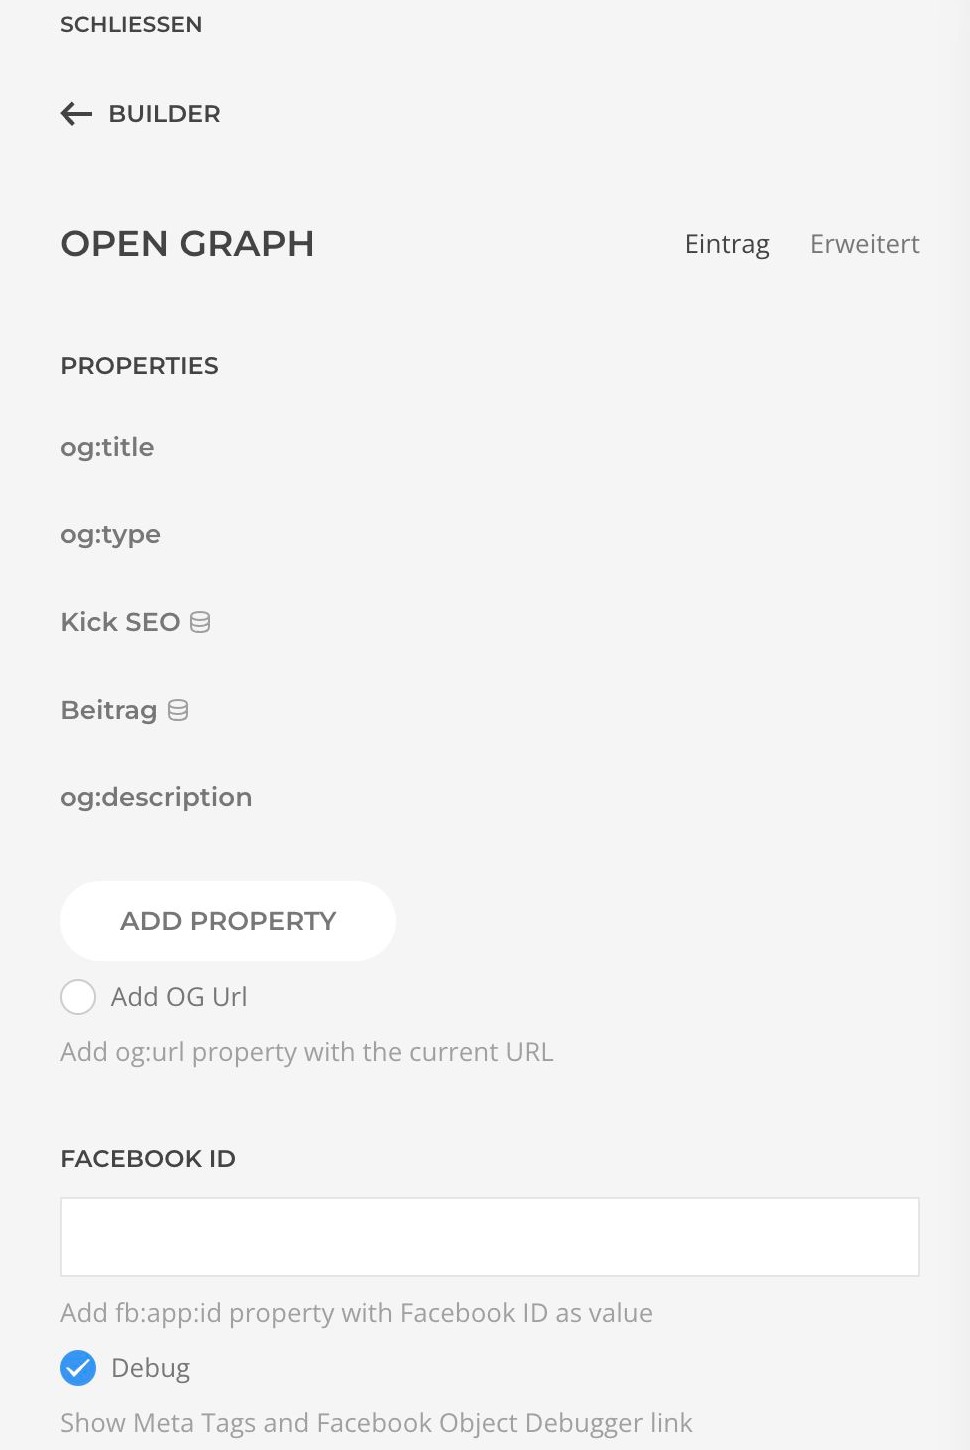 SCHLIESSEN
BUILDER
OPEN GRAPH Eintrag Erweitert
PROPERTIES
og:title
og:type
Kick SEO
Beitrag
og:description
ADD PROPERTY
Add OG Url
Add og:url property with the current URL
FACEBOOK ID
Add fb:app:id property with Facebook ID as value
Debug
Show Meta Tags and Facebook Object Debugger link